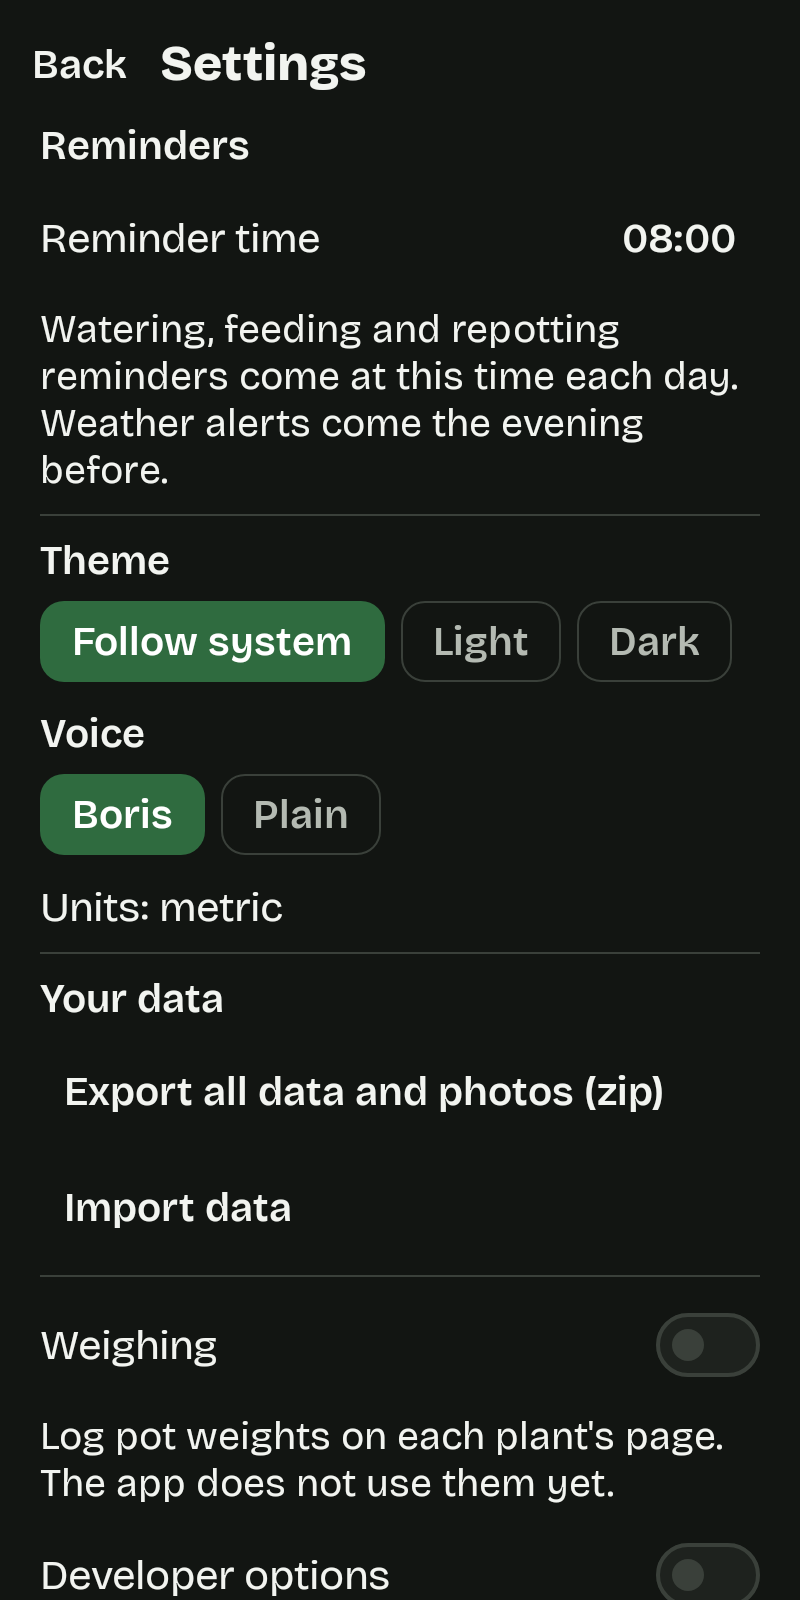 Back Settings
Reminders
Reminder time 08:00
Watering, feeding and repotting
reminders come at this time each day.
Weather alerts come the evening
before.
Theme
Follow system Light Dark
Voice
Boris Plain
Units: metric
Your data
Export all data and photos (zip)
Import data
Weighing
Log pot weights on each plant's page.
The app does not use them yet.
Developer options